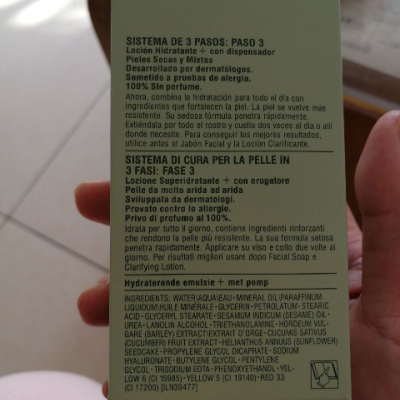 SISTEMA DE 3 PASOS: PASO 3
Loción Hidratante+ con dispensador
Pieles Secas y Mixtas
Desarrollado por dermatólogos.
Sometido a pruebas de alergia.
100% Sin perfume.
Ahora, combina la hidratación para todo el día con
ingredientes que fortalecen la piel. La piel se vuelve más
resistente. Su sedosa fórmula penetra rápidamente.
Extiéndala por todo el rostro y cuello dos veces al día o allí
donde necesite. Para conseguir los mejores resultados,
utilice antes el Jabón Facial y la Loción Clarificante.
SISTEMA DI CURA PER LA PELLE IN
3 FASI: FASE 3
Lozione Superidratante+ con erogatore
Pelle da molto arida ad arida
Sviluppata da dermatologi.
Provato contro le allergie.
Privo di profumo al 100%.
Idrata per tutto il giorno, contiene ingredienti rinforzanti
che rendono la pelle più resistente. La sua formula setosa
penetra rapidamente. Applicare su viso e collo due volte al
giorno. Per risultati migliori usare dopo Facial Soap e
Clarifying Lotion.
Hydraterende emulsie+ met pomp
INGREDIENTS: WATER\AQUA\EAU•MINERAL OIL\PARAFFINUM
LIQUIDUM\HUILE MINERALE•GLYCERIN•PETROLATUM•STEARIC
ACID•GLYCERYL STEARATE•SESAMUM INDICUM (SESAME) OIL•
UREA•LANOLIN ALCOHOL•TRIETHANOLAMINE•HORDEUM VUL-
GARE (BARLEY) EXTRACT\EXTRAIT D'ORGE•CUCUMIS SATIVUS
(CUCUMBER) FRUIT EXTRACT•HELIANTHUS ANNUUS (SUNFLOWER)
SEEDCAKE•PROPYLENE GLYCOL DICAPRATE•SODIUM
HYALURONATE•BUTYLENE GLYCOL•PENTYLENE
GLYCOL•TRISODIUM EDTA•PHENOXYETHANOL•YEL-
LOW 6 (CI 15985)•YELLOW 5 (CI 19140)•RED 33
(CI 17200) [ILN38477]